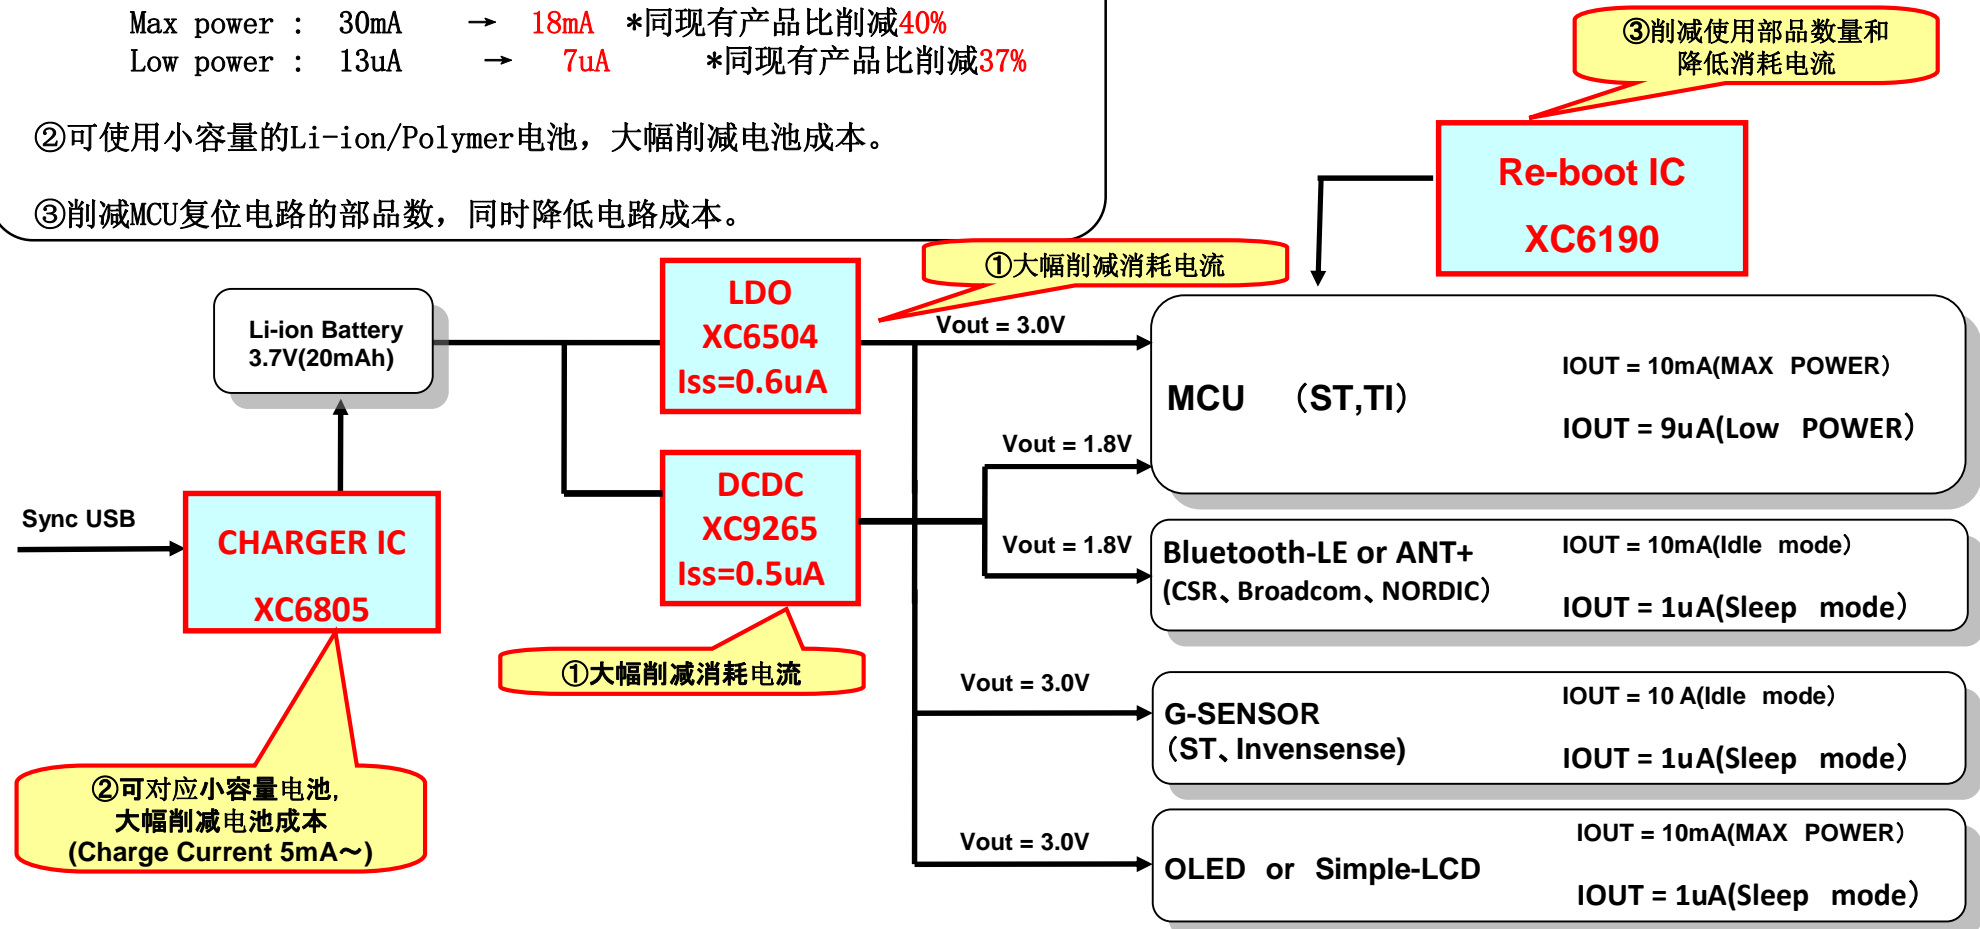 Max power : 30mA → 18mA *同现有产品比削减40%
Low power : 13uA → 7uA *同现有产品比削减37%
②可使用小容量的Li-ion/Polymer电池，大幅削减电池成本。
③削减MCU复位电路的部品数，同时降低电路成本。
③削减使用部品数量和
降低消耗电流
Re-boot IC
XC6190
①大幅削减消耗电流
LDO
XC6504
Iss=0.6uA
Li-ion Battery
3.7V(20mAh)
Vout = 3.0V
MCU （ST,TI）
IOUT = 10mA(MAX POWER）
IOUT = 9uA(Low POWER）
Vout = 1.8V
DCDC
XC9265
Iss=0.5uA
Sync USB
CHARGER IC
XC6805
Vout = 1.8V
Bluetooth-LE or ANT+
(CSR、Broadcom、NORDIC）
IOUT = 10mA(Idle mode）
IOUT = 1uA(Sleep mode）
①大幅削减消耗电流
Vout = 3.0V
G-SENSOR
（ST、Invensense)
IOUT = 10 A(Idle mode）
IOUT = 1uA(Sleep mode）
②可对应小容量电池,
大幅削减电池成本
(Charge Current 5mA～)
Vout = 3.0V
OLED or Simple-LCD
IOUT = 10mA(MAX POWER）
IOUT = 1uA(Sleep mode）